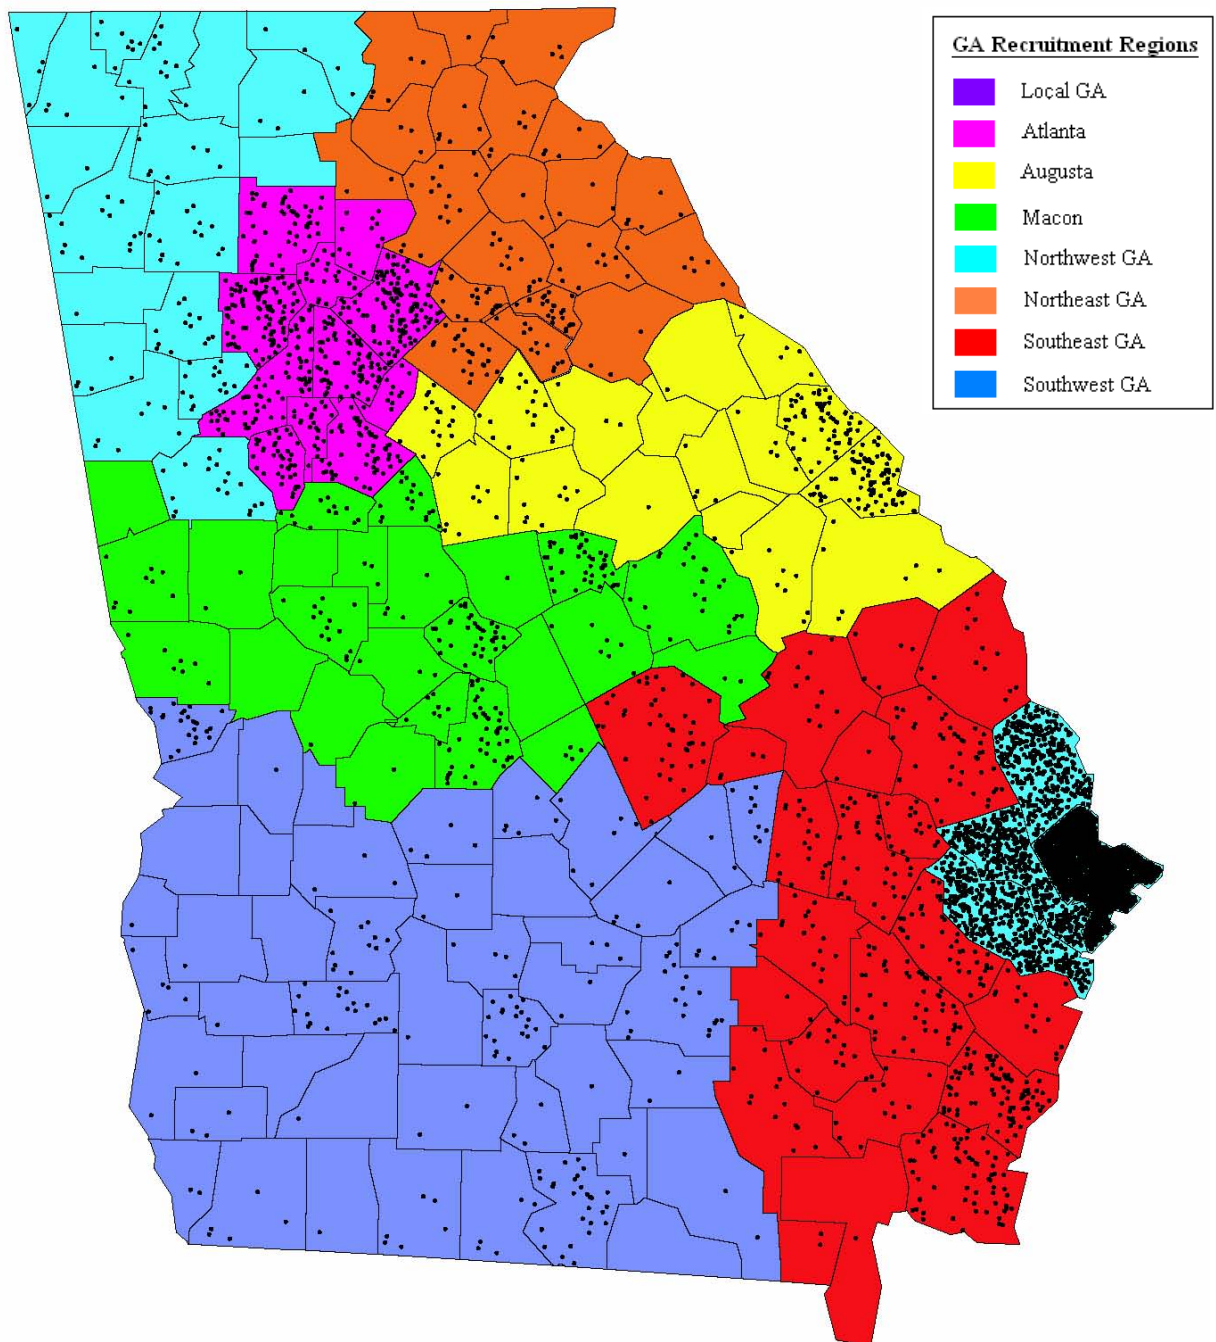 GA Recruitment Regions
Local GA
Atlanta
Augusta
Macon
Northwest GA
Northeast GA
Southeast GA
Southwest GA